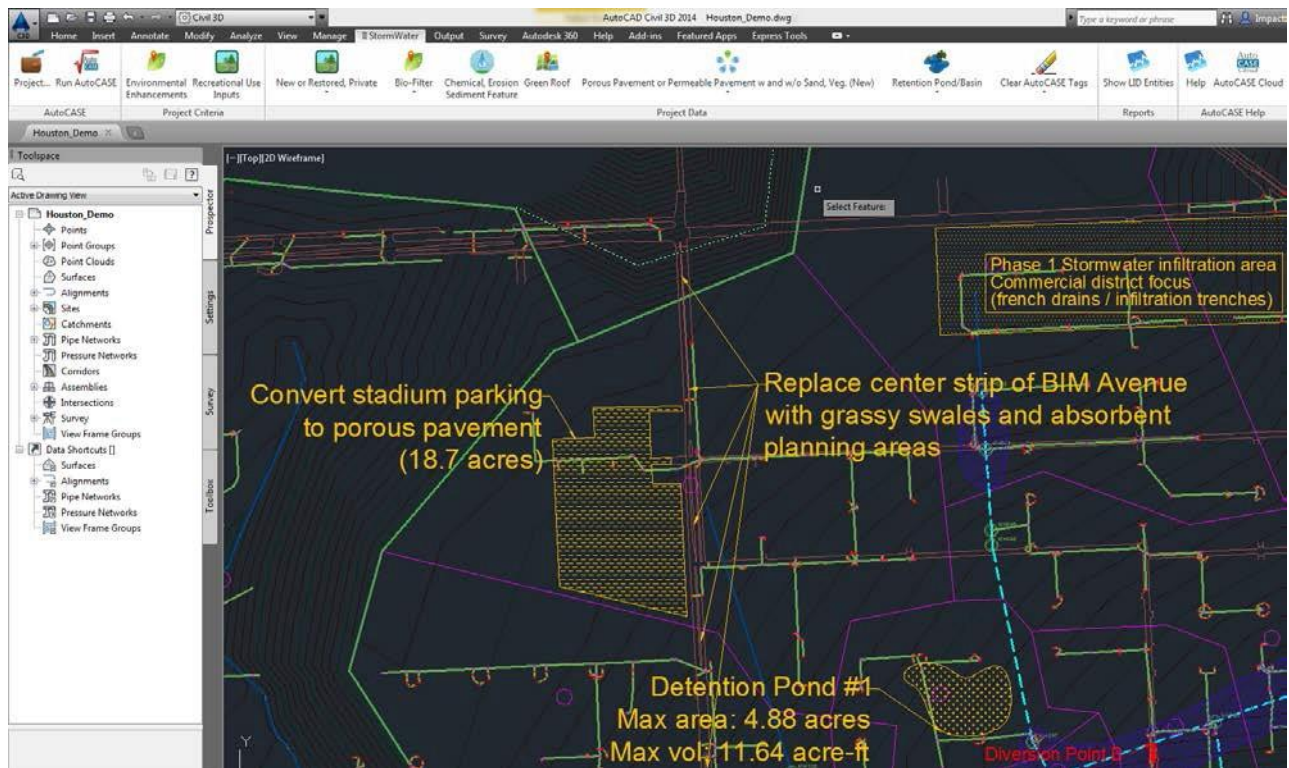 Civil 3D
AutoCAD Civil 3D 2014 Houston_Demo.dwg
Type a keyword or phrase
Impact
Home Insert Annotate Modify Analyze View Manage StormWater Output Survey Autodesk 360 Help Add-ins Featured Apps Express Tools
Project... Run AutoCASE Environmental Enhancements Recreational Use Inputs New or Restored, Private Bio-Filter Chemical, Erosion Sediment Feature Green Roof Porous Pavement or Permeable Pavement w and w/o Sand, Veg. (New) Retention Pond/Basin Clear AutoCASE Tags Show LID Entities Help AutoCASE Cloud
AutoCASE Project Criteria Project Data Reports AutoCASE Help
Houston_Demo
Toolspace
Active Drawing View
Houston_Demo
Points
Point Groups
Point Clouds
Surfaces
Alignments
Sites
Catchments
Pipe Networks
Pressure Networks
Corridors
Assemblies
Intersections
Survey
View Frame Groups
Data Shortcuts []
Surfaces
Alignments
Pipe Networks
Pressure Networks
View Frame Groups
Prospector
Settings
Survey
Toolbox
[-][Top][2D Wireframe]
Select Feature:
Phase 1 Stormwater infiltration area
Commercial district focus
(french drains / infiltration trenches)
Convert stadium parking
to porous pavement
(18.7 acres)
Replace center strip of BIM Avenue
with grassy swales and absorbent
planning areas
Detention Pond #1
Max area: 4.88 acres
Max vol: 11.64 acre-ft
Diversion Point
Y